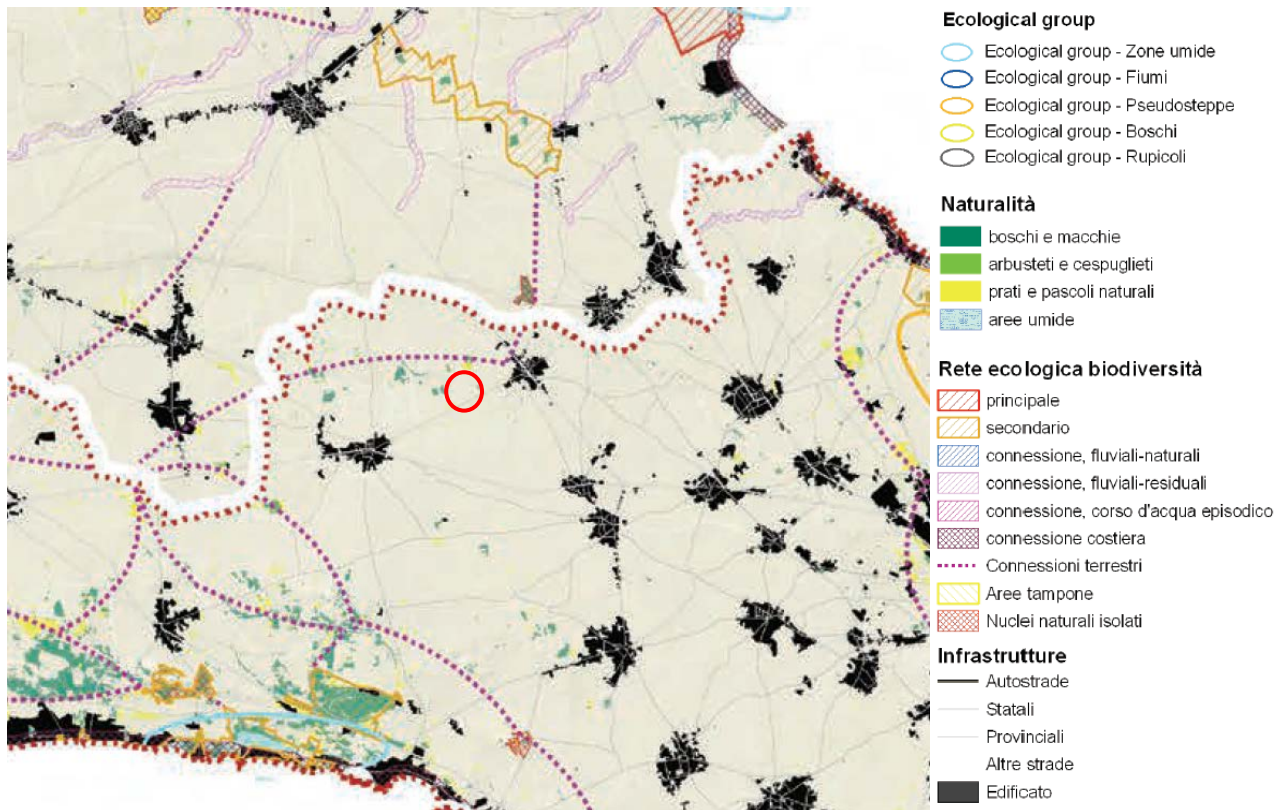 Ecological group
Ecological group - Zone umide
Ecological group - Fiumi
Ecological group - Pseudosteppe
Ecological group - Boschi
Ecological group - Rupicoli
Naturalità
boschi e macchie
arbusteti e cespuglieti
prati e pascoli naturali
aree umide
Rete ecologica biodiversità
principale
secondario
connessione, fluviali-naturali
connessione, fluviali-residuali
connessione, corso d'acqua episodico
connessione costiera
Connessioni terrestri
Aree tampone
Nuclei naturali isolati
Infrastrutture
Autostrade
Statali
Provinciali
Altre strade
Edificato